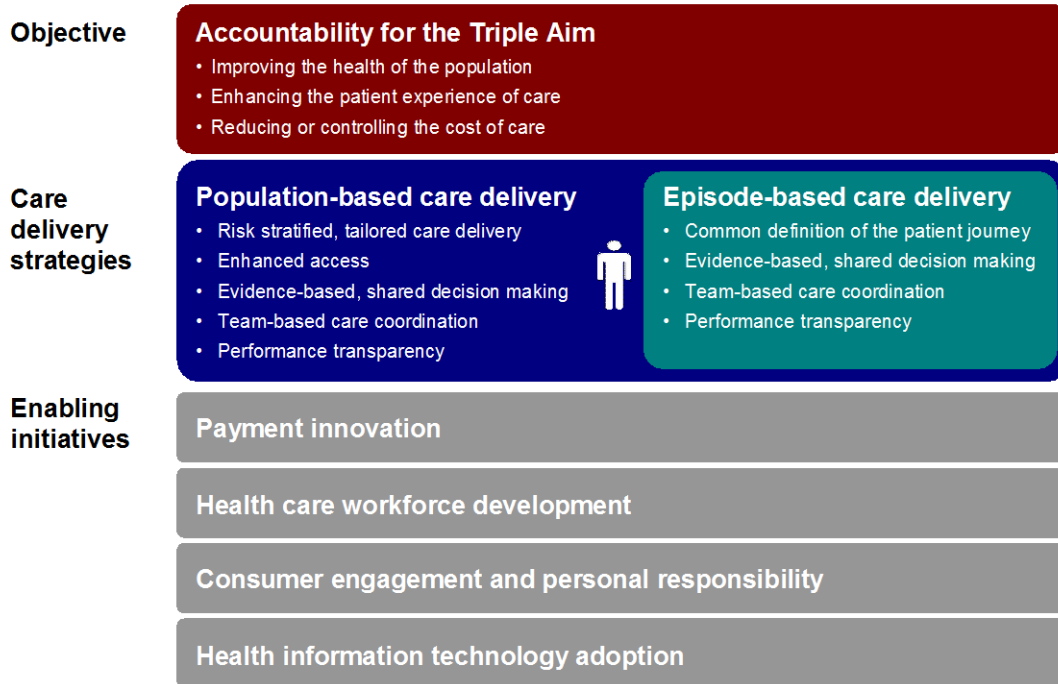 Objective
Accountability for the Triple Aim
• Improving the health of the population
• Enhancing the patient experience of care
• Reducing or controlling the cost of care
Care
delivery
strategies
Population-based care delivery
• Risk stratified, tailored care delivery
• Enhanced access
• Evidence-based, shared decision making
• Team-based care coordination
• Performance transparency
Episode-based care delivery
• Common definition of the patient journey
• Evidence-based, shared decision making
• Team-based care coordination
• Performance transparency
Enabling
initiatives
Payment innovation
Health care workforce development
Consumer engagement and personal responsibility
Health information technology adoption